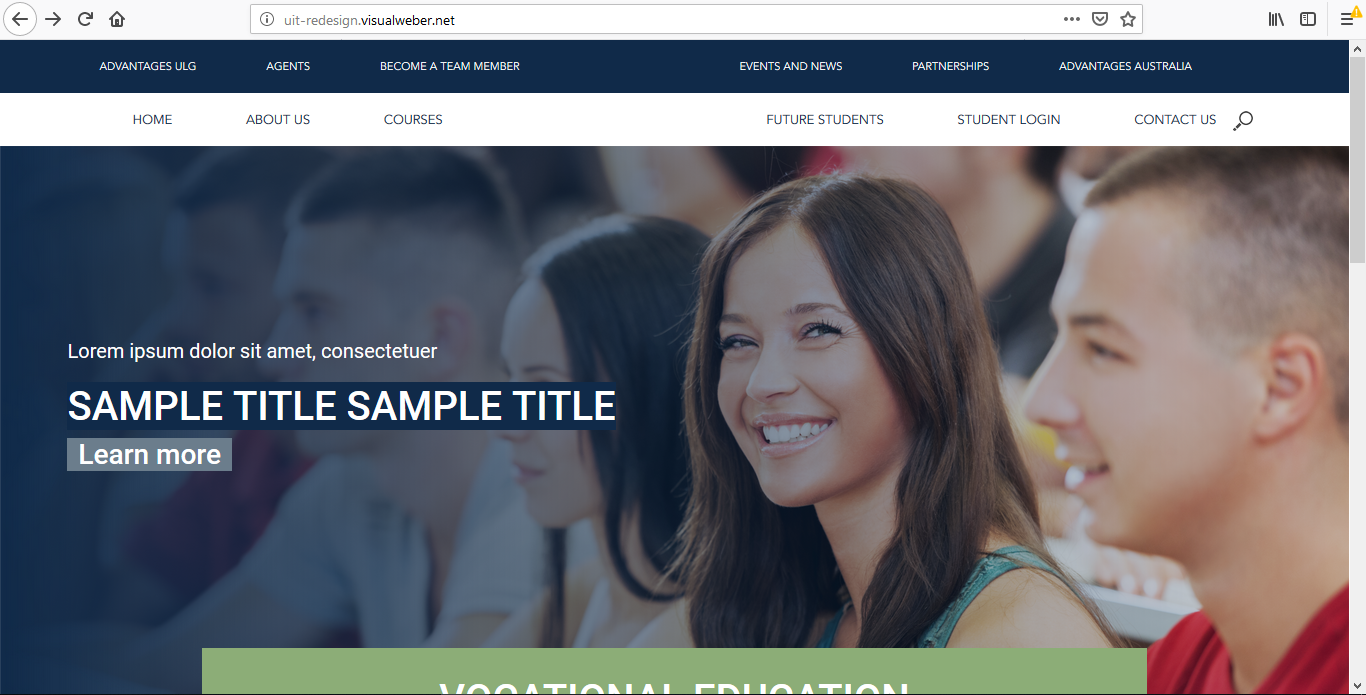 uit-redesign.visualweber.net
ADVANTAGES ULG AGENTS BECOME A TEAM MEMBER EVENTS AND NEWS PARTNERSHIPS ADVANTAGES AUSTRALIA
HOME ABOUT US COURSES FUTURE STUDENTS STUDENT LOGIN CONTACT US
Lorem ipsum dolor sit amet, consectetuer
SAMPLE TITLE SAMPLE TITLE
Learn more
VOCATIONAL EDUCATION